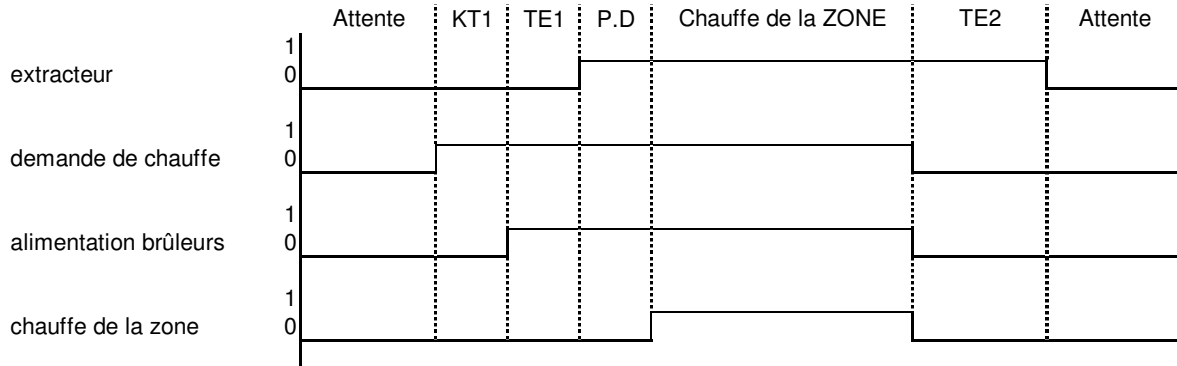 Attente KT1 TE1 P.D Chauffe de la ZONE TE2 Attente
1
extracteur 0
1
demande de chauffe 0
1
alimentation brûleurs 0
1
chauffe de la zone 0